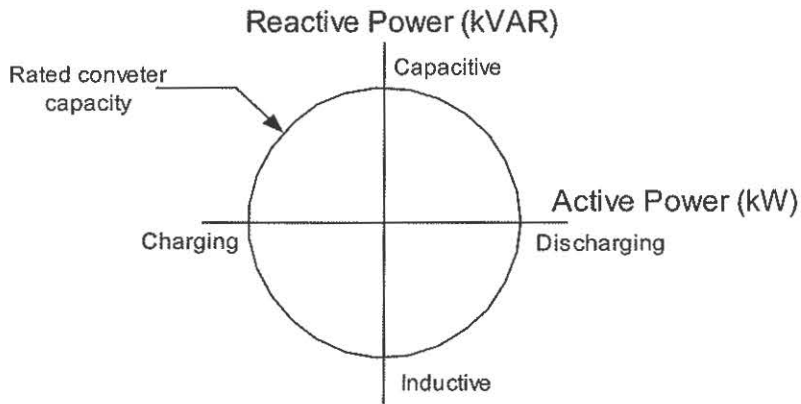 Reactive Power (kVAR)
Capacitive
Rated conveter
capacity
Active Power (kW)
Charging
Discharging
Inductive